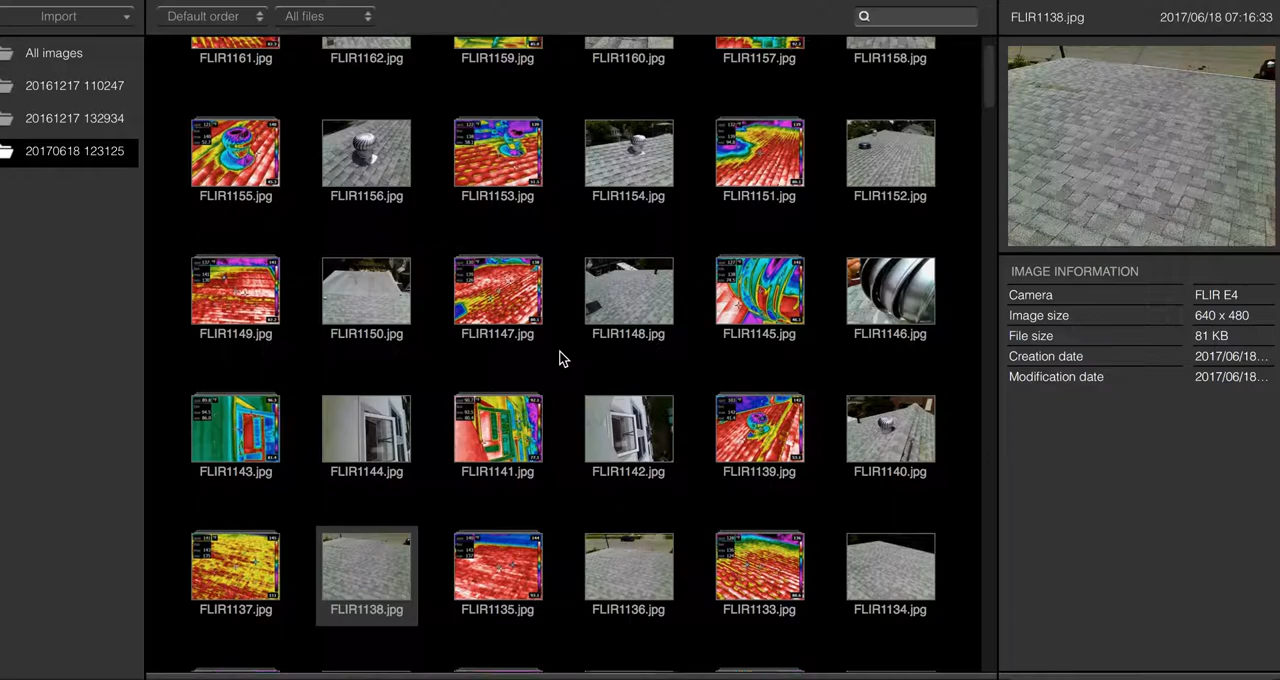 Import
Default order
All files
FLIR1138.jpg
2017/06/18 07:16:33
All images
20161217 110247
20161217 132934
20170618 123125
FLIR1161.jpg
FLIR1162.jpg
FLIR1159.jpg
FLIR1160.jpg
FLIR1157.jpg
FLIR1158.jpg
FLIR1155.jpg
FLIR1156.jpg
FLIR1153.jpg
FLIR1154.jpg
FLIR1151.jpg
FLIR1152.jpg
FLIR1149.jpg
FLIR1150.jpg
FLIR1147.jpg
FLIR1148.jpg
FLIR1145.jpg
FLIR1146.jpg
FLIR1143.jpg
FLIR1144.jpg
FLIR1141.jpg
FLIR1142.jpg
FLIR1139.jpg
FLIR1140.jpg
FLIR1137.jpg
FLIR1138.jpg
FLIR1135.jpg
FLIR1136.jpg
FLIR1133.jpg
FLIR1134.jpg
IMAGE INFORMATION
Camera FLIR E4
Image size 640 x 480
File size 81 KB
Creation date 2017/06/18...
Modification date 2017/06/18...